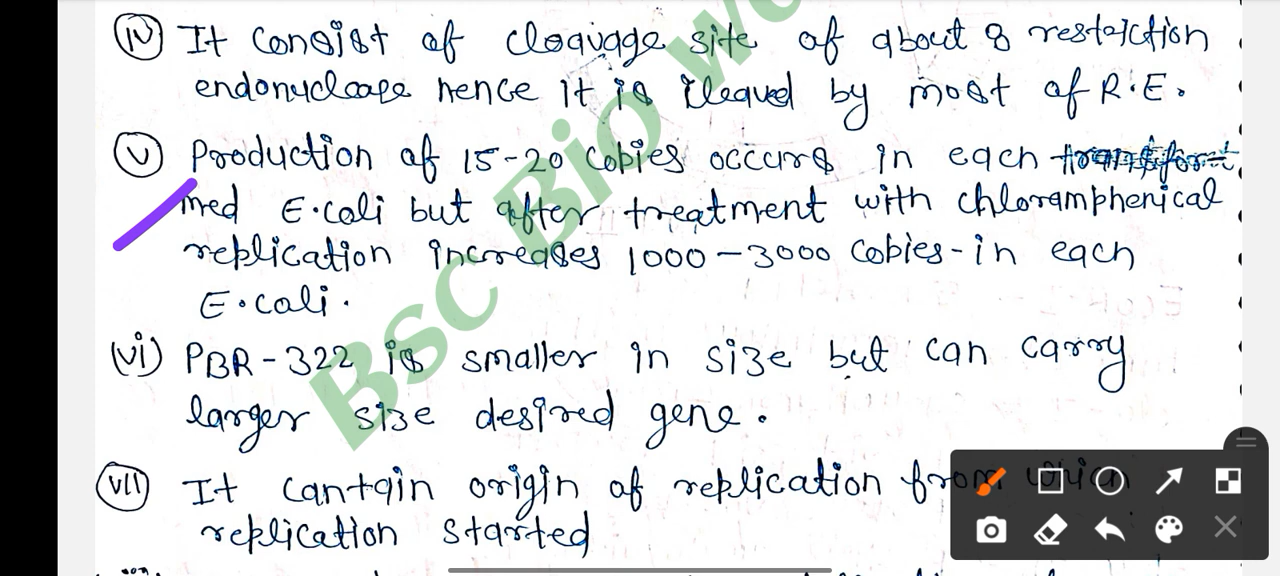 (iv) It Consist of cleavage site of about 8 restriction
endonuclease hence it is cleaved by most of R.E.
(v) Production of 15-20 Copies occurs in each transfor
med E.coli but after treatment with chloramphenical
replication increases 1000-3000 Copies-in each
E.coli.
(vi) PBR-322 is smaller in size but can carry
larger size desired gene.
(vii) It cantain origin of replication from which
replication started
BSC Bio